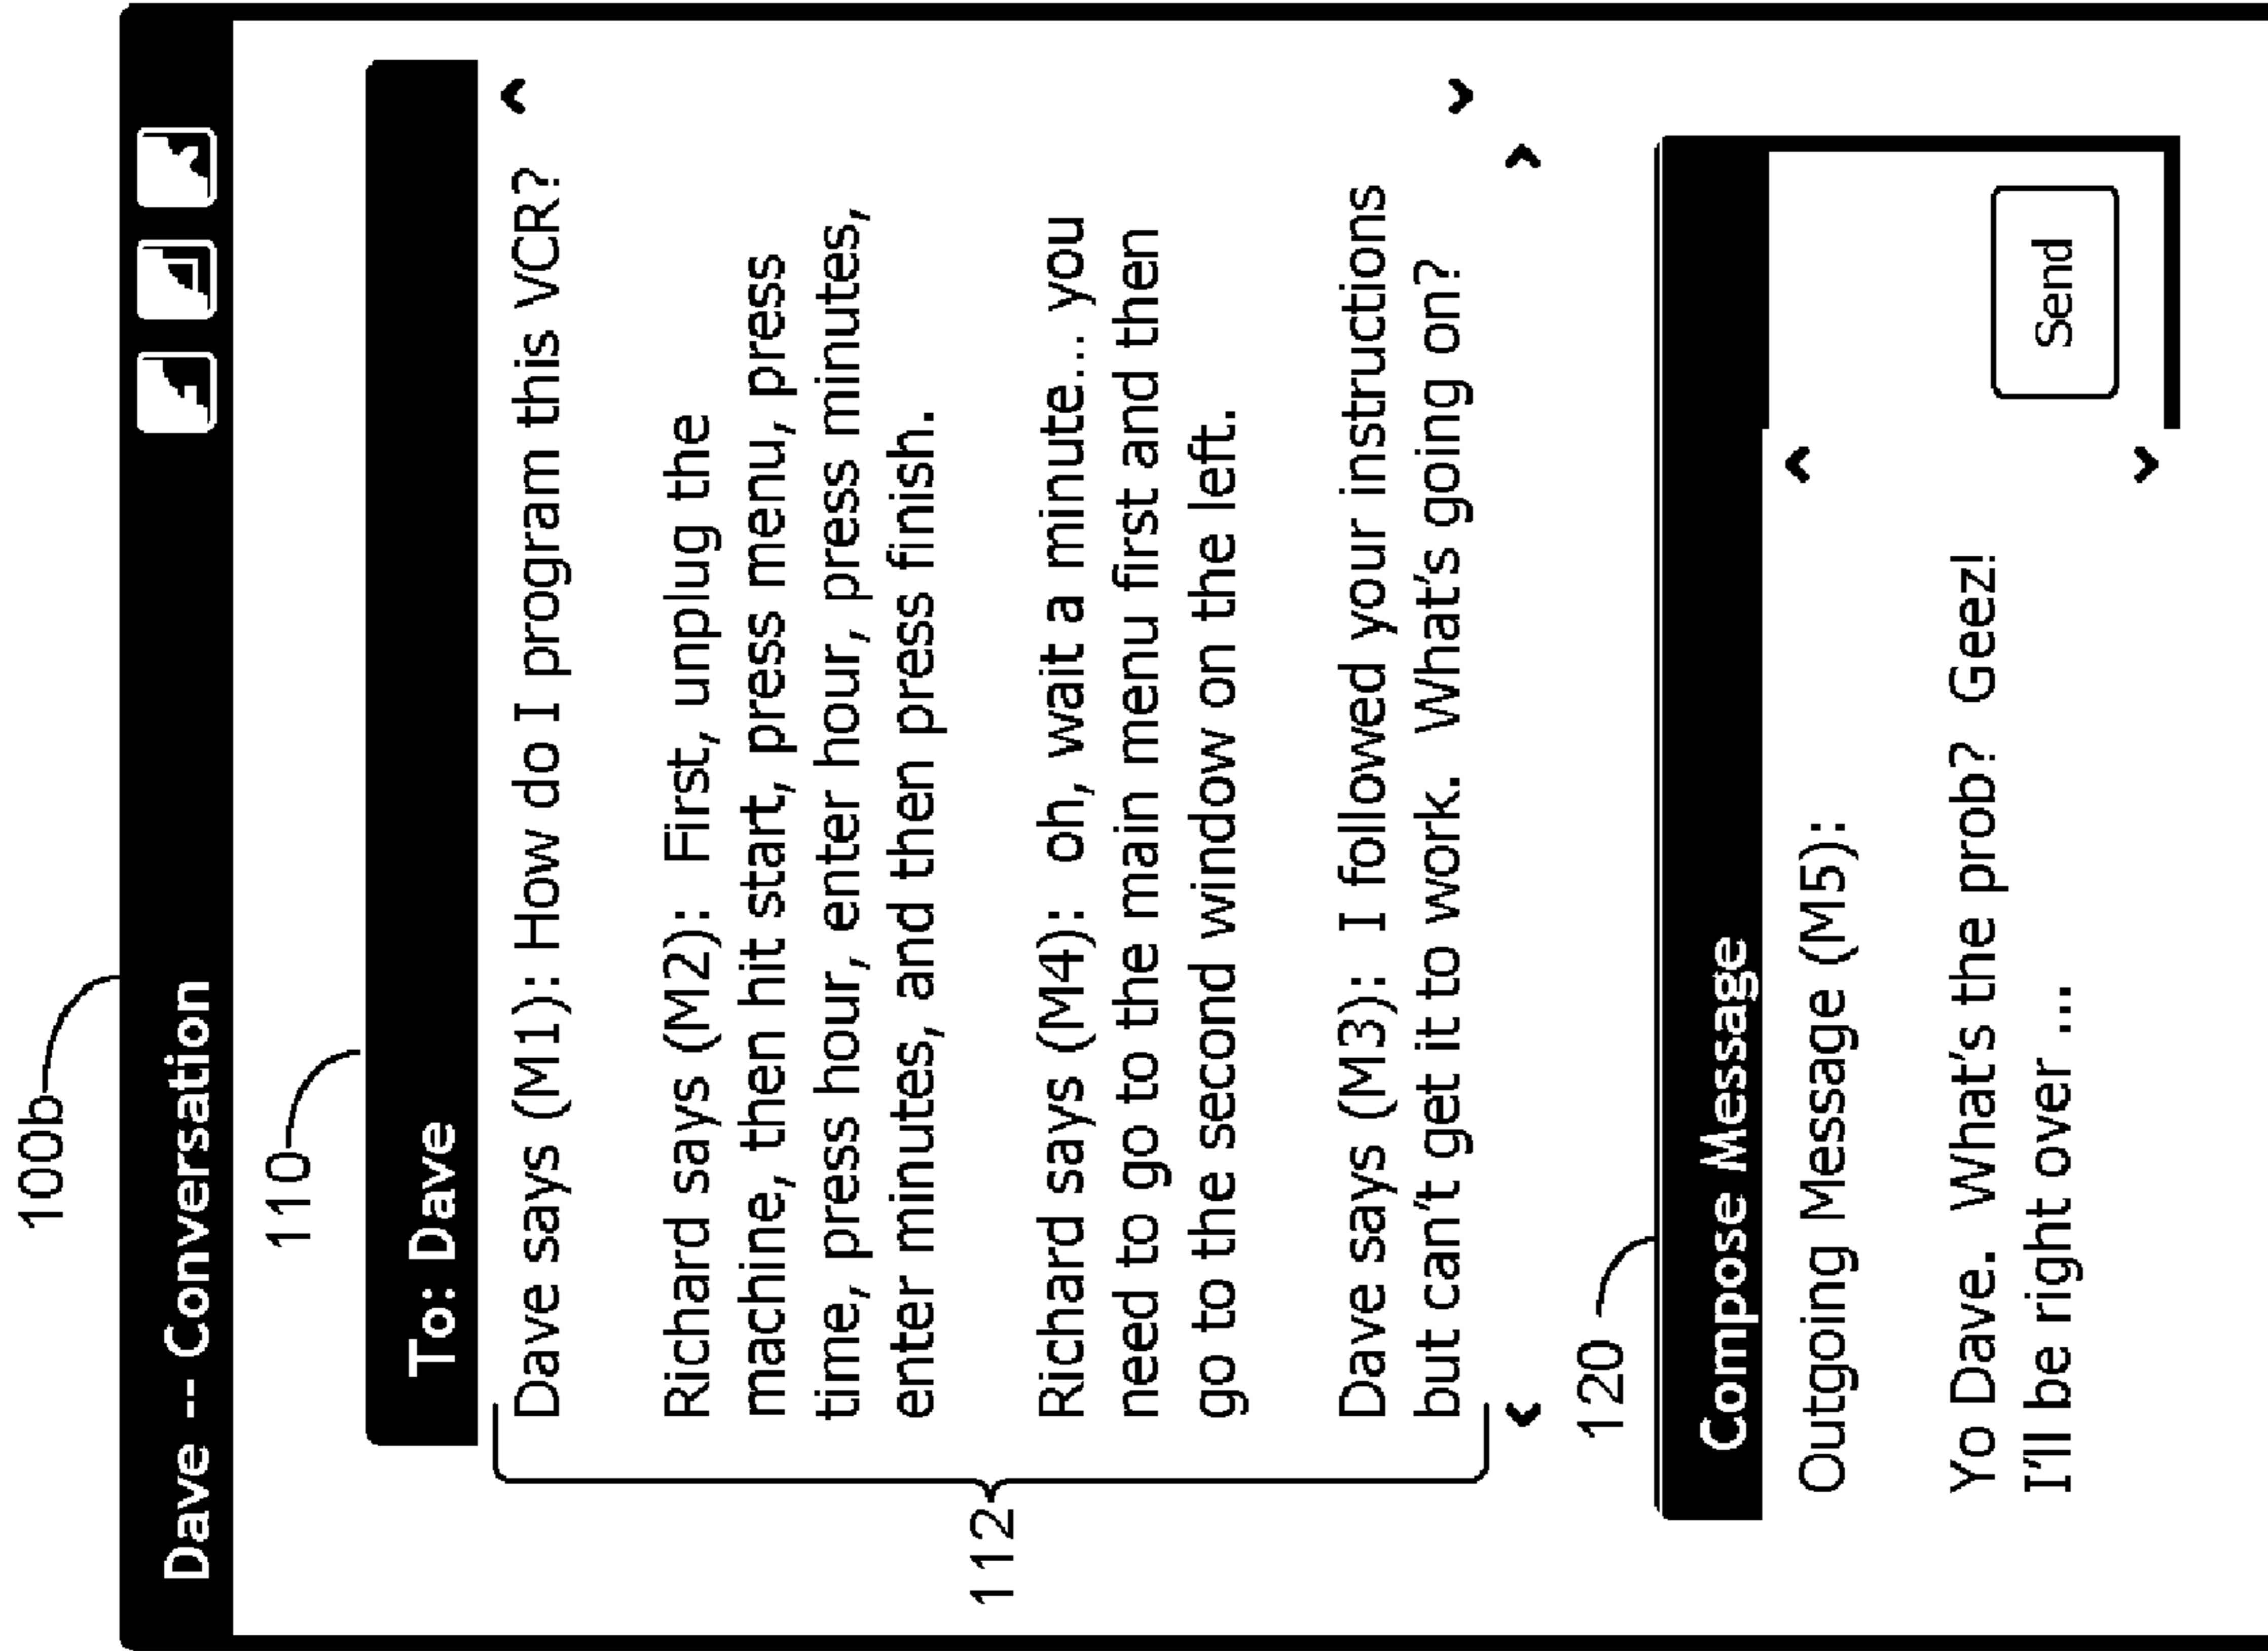 100b
Dave -- Conversation
110
To: Dave
Dave says (M1): How do I program this VCR?
Richard says (M2): First, unplug the
machine, then hit start, press menu, press
time, press hour, enter hour, press minutes,
enter minutes, and then press finish.
Richard says (M4): oh, wait a minute... you
need to go to the main menu first and then
go to the second window on the left.
Dave says (M3): I followed your instructions
but can't get it to work. What's going on?
112
120
Compose Message
Outgoing Message (M5):
Yo Dave. What's the prob? Geez!
I'll be right over ...
Send